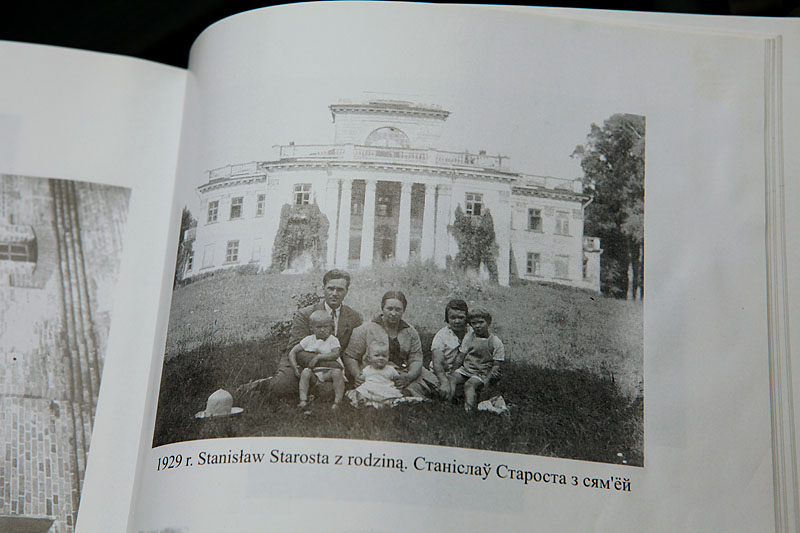 1929 r. Stanisław Starosta z rodziną. Станіслаў Староста з сям'ёй